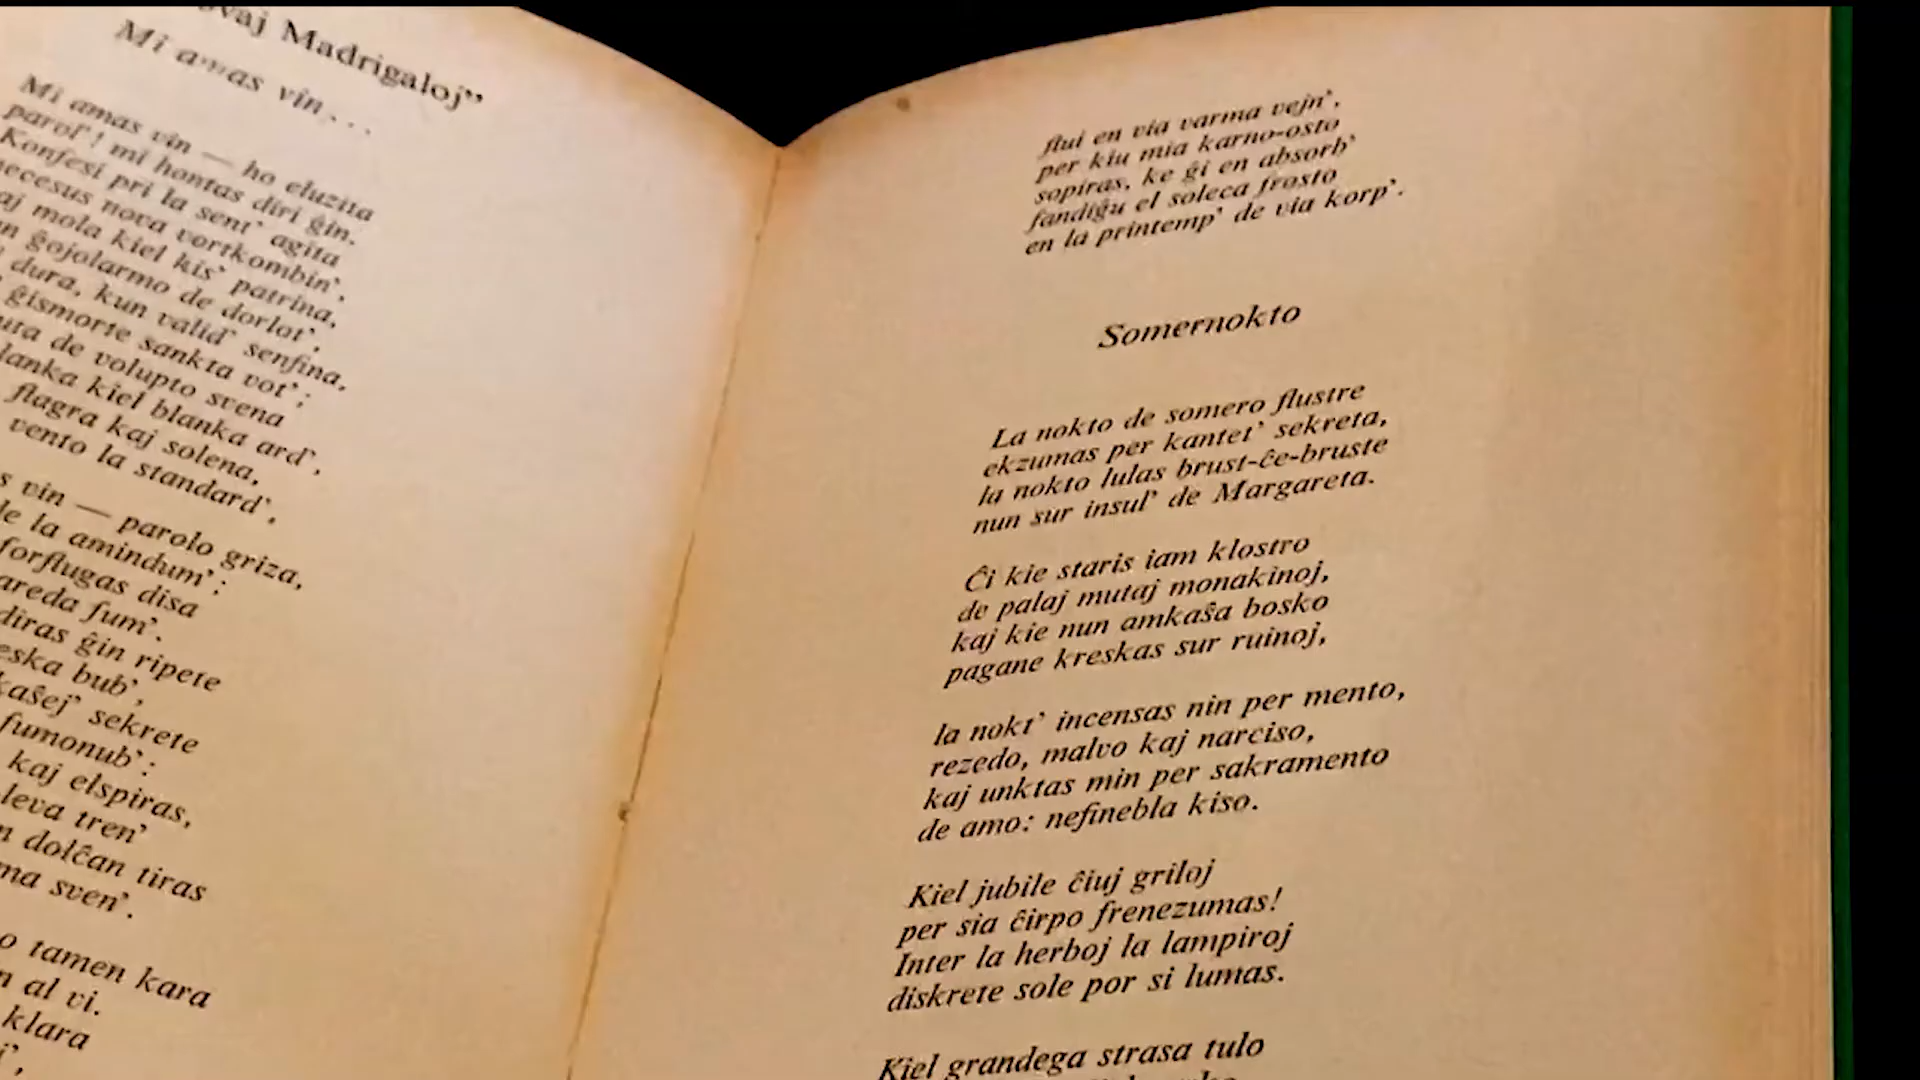 vaj Madrigaloj”
Mi amas vin...
Mi amas vin — ho eluzita
parol’! mi hontas diri ĝin.
Konfesi pri la sent’ agita
necesus nova vortkombin’,
aj mola kiel kis’ patrina,
n ĝojolarmo de dorlot’,
dura, kun valid’ senfina,
ĝismorte sankta vot’;
uta de volupto svena
lanka kiel blanka ard’,
flagra kaj solena,
vento la standard’.
s vin — parolo griza,
de la amindum’;
forflugas disa
areda fum’.
diras ĝin ripete
eska bub’,
kaŝej’ sekrete
fumonub’:
kaj elspiras,
leva tren’
n dolĉan tiras
ma sven’.
o tamen kara
n al vi.
klara
flui en via varma vejn’,
per kiu mia karno-osto
sopiras, ke ĝi en absorb’
fandiĝu el soleca frosto
en la printemp’ de via korp’.
Somernokto
La nokto de somero flustre
ekzumas per kantet’ sekreta,
la nokto lulas brust-ĉe-bruste
nun sur insul’ de Margareta.
Ĉi kie staris iam klostro
de palaj mutaj monakinoj,
kaj kie nun amkaŝa bosko
pagane kreskas sur ruinoj,
la nokt’ incensas nin per mento,
rezedo, malvo kaj narciso,
kaj unktas min per sakramento
de amo: nefinebla kiso.
Kiel jubile ĉiuj griloj
per sia ĉirpo frenezumas!
Inter la herboj la lampiroj
diskrete sole por si lumas.
Kiel grandega strasa tulo